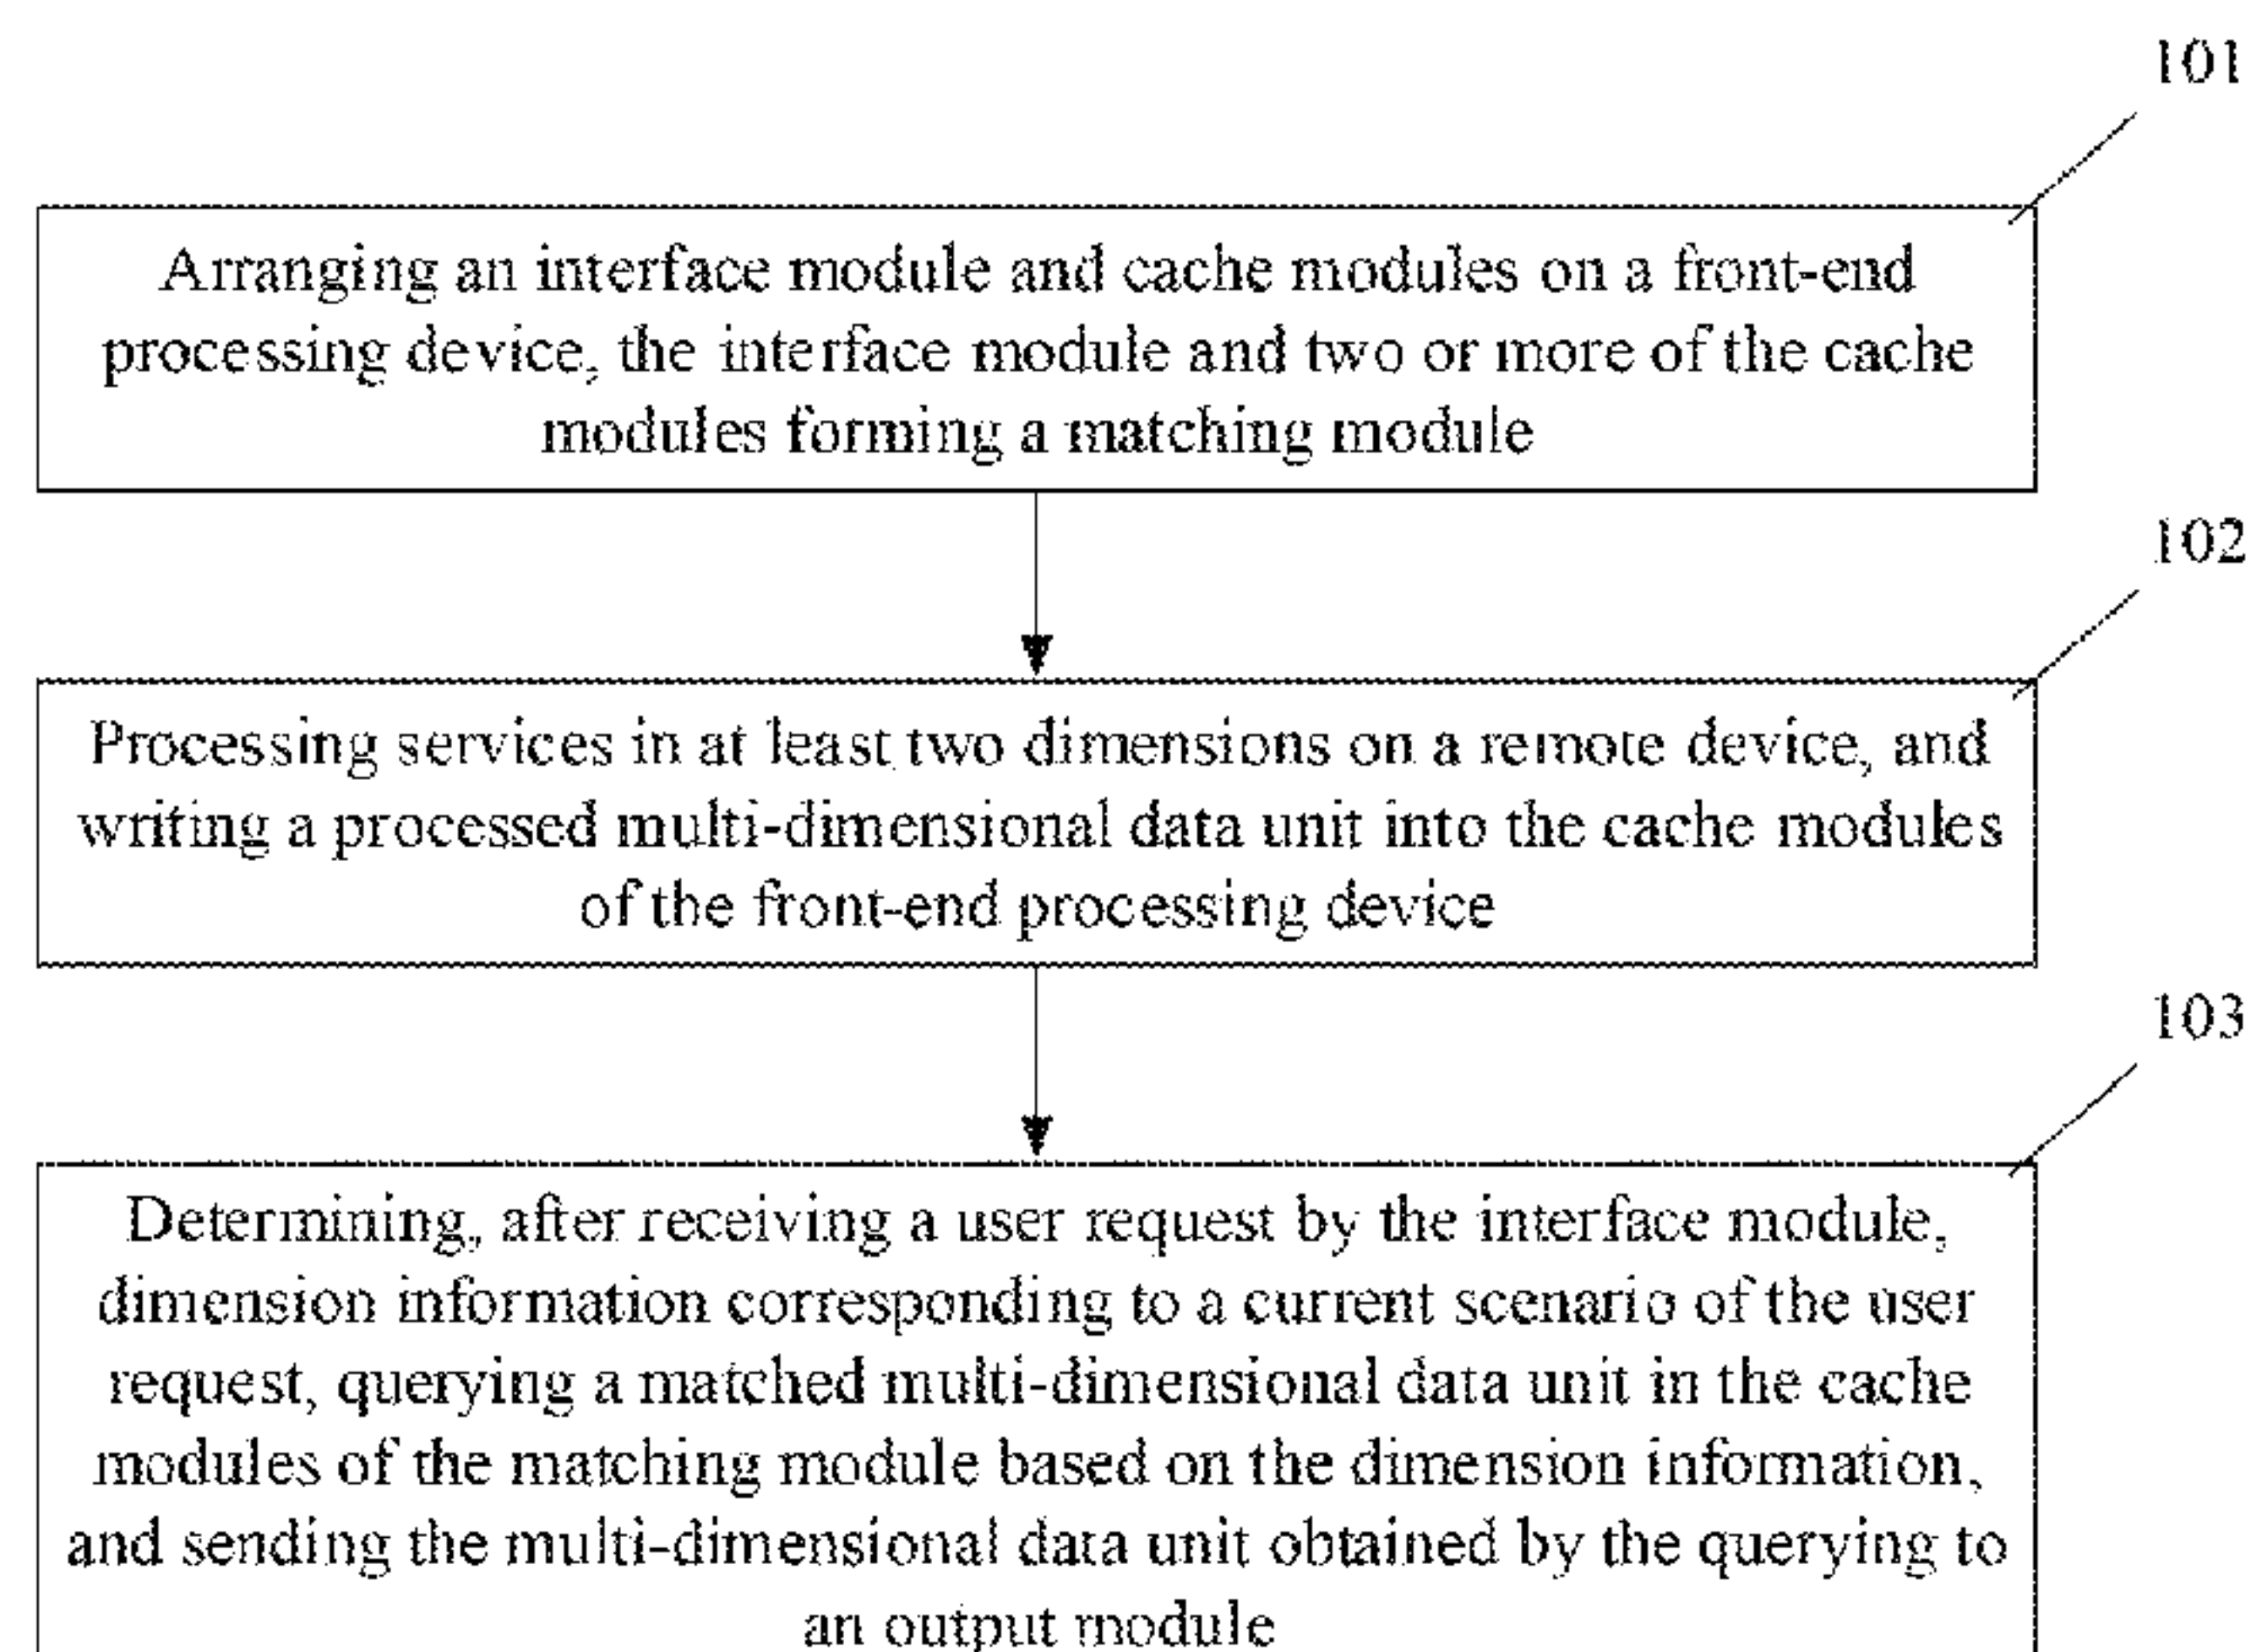 101
Arranging an interface module and cache modules on a front-end
processing device, the interface module and two or more of the cache
modules forming a matching module
102
Processing services in at least two dimensions on a remote device, and
writing a processed multi-dimensional data unit into the cache modules
of the front-end processing device
103
Determining, after receiving a user request by the interface module,
dimension information corresponding to a current scenario of the user
request, querying a matched multi-dimensional data unit in the cache
modules of the matching module based on the dimension information,
and sending the multi-dimensional data unit obtained by the querying to
an output module